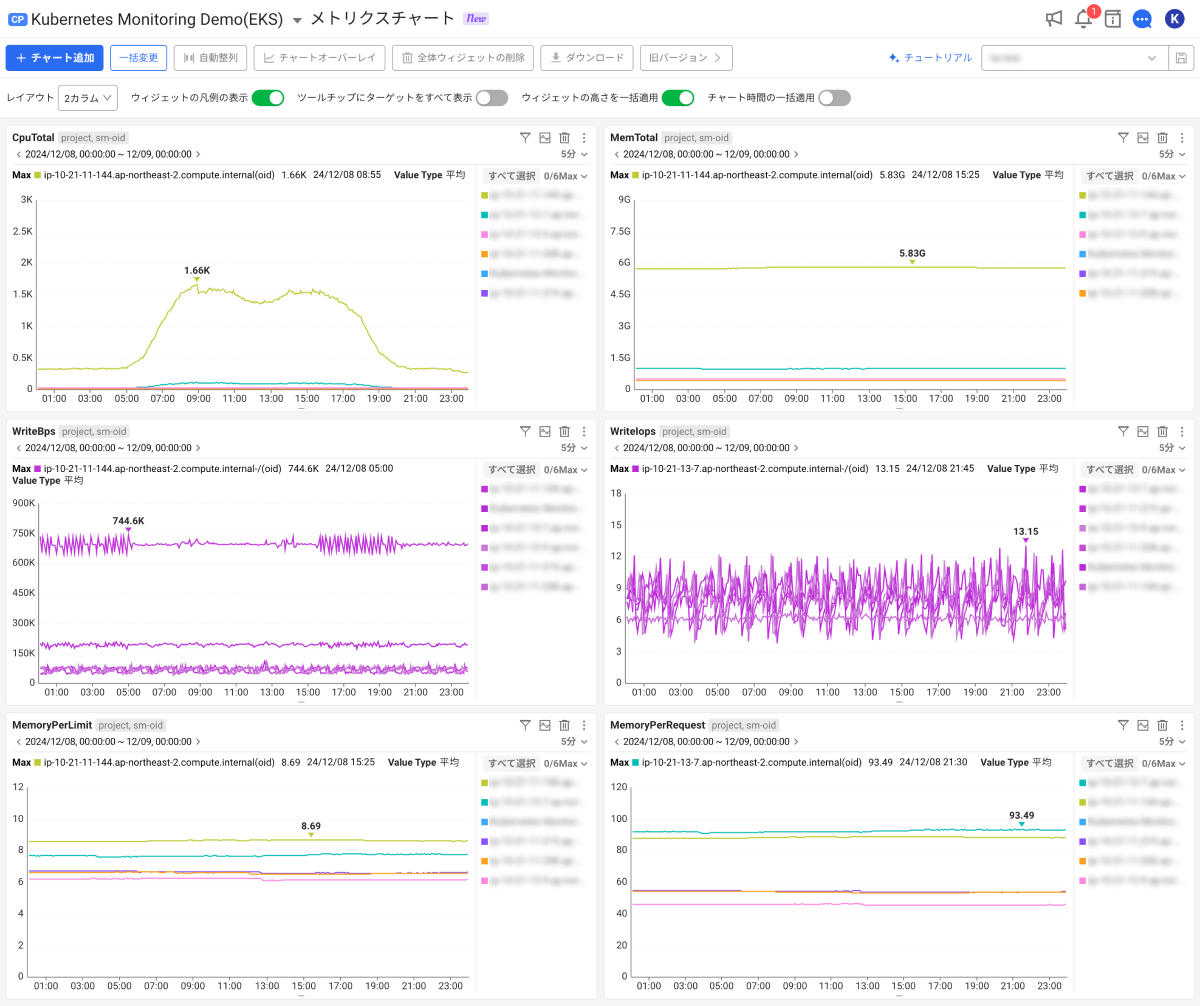 CP Kubernetes Monitoring Demo(EKS) メトリクスチャート New 1 K
＋ チャート追加 一括変更 自動整列 チャートオーバーレイ 全体ウィジェットの削除 ダウンロード 旧バージョン チュートリアル
レイアウト 2カラム ウィジェットの凡例の表示 ツールチップにターゲットをすべて表示 ウィジェットの高さを一括適用 チャート時間の一括適用
CpuTotal project, sm-oid
2024/12/08, 00:00:00 ~ 12/09, 00:00:00 5分
Max ip-10-21-11-144.ap-northeast-2.compute.internal(oid) 1.66K 24/12/08 08:55 Value Type 平均
すべて選択 0/6Max
3K
2.5K
2K
1.66K
1.5K
1K
0.5K
0
01:00 03:00 05:00 07:00 09:00 11:00 13:00 15:00 17:00 19:00 21:00 23:00
MemTotal project, sm-oid
2024/12/08, 00:00:00 ~ 12/09, 00:00:00 5分
Max ip-10-21-11-144.ap-northeast-2.compute.internal(oid) 5.83G 24/12/08 15:25 Value Type 平均
すべて選択 0/6Max
9G
7.5G
6G
5.83G
4.5G
3G
1.5G
0
01:00 03:00 05:00 07:00 09:00 11:00 13:00 15:00 17:00 19:00 21:00 23:00
WriteBps project, sm-oid
2024/12/08, 00:00:00 ~ 12/09, 00:00:00 5分
Max ip-10-21-11-144.ap-northeast-2.compute.internal-/(oid) 744.6K 24/12/08 05:00
Value Type 平均
すべて選択 0/6Max
900K
744.6K
750K
600K
450K
300K
150K
0
01:00 03:00 05:00 07:00 09:00 11:00 13:00 15:00 17:00 19:00 21:00 23:00
WriteIops project, sm-oid
2024/12/08, 00:00:00 ~ 12/09, 00:00:00 5分
Max ip-10-21-13-7.ap-northeast-2.compute.internal-/(oid) 13.15 24/12/08 21:45 Value Type 平均
すべて選択 0/6Max
18
15
13.15
12
9
6
3
0
01:00 03:00 05:00 07:00 09:00 11:00 13:00 15:00 17:00 19:00 21:00 23:00
MemoryPerLimit project, sm-oid
2024/12/08, 00:00:00 ~ 12/09, 00:00:00 5分
Max ip-10-21-11-144.ap-northeast-2.compute.internal(oid) 8.69 24/12/08 15:25 Value Type 平均
すべて選択 0/6Max
12
10
8.69
8
6
4
2
0
01:00 03:00 05:00 07:00 09:00 11:00 13:00 15:00 17:00 19:00 21:00 23:00
MemoryPerRequest project, sm-oid
2024/12/08, 00:00:00 ~ 12/09, 00:00:00 5分
Max ip-10-21-13-7.ap-northeast-2.compute.internal(oid) 93.49 24/12/08 21:30 Value Type 平均
すべて選択 0/6Max
120
100
93.49
80
60
40
20
0
01:00 03:00 05:00 07:00 09:00 11:00 13:00 15:00 17:00 19:00 21:00 23:00